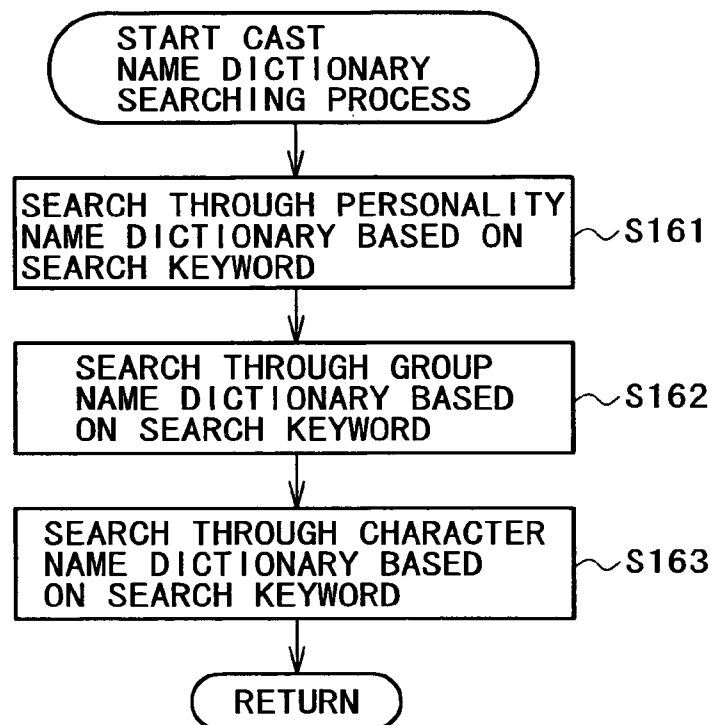 START CAST
NAME DICTIONARY
SEARCHING PROCESS
SEARCH THROUGH PERSONALITY
NAME DICTIONARY BASED ON
SEARCH KEYWORD
S161
SEARCH THROUGH GROUP
NAME DICTIONARY BASED
ON SEARCH KEYWORD
S162
SEARCH THROUGH CHARACTER
NAME DICTIONARY BASED
ON SEARCH KEYWORD
S163
RETURN